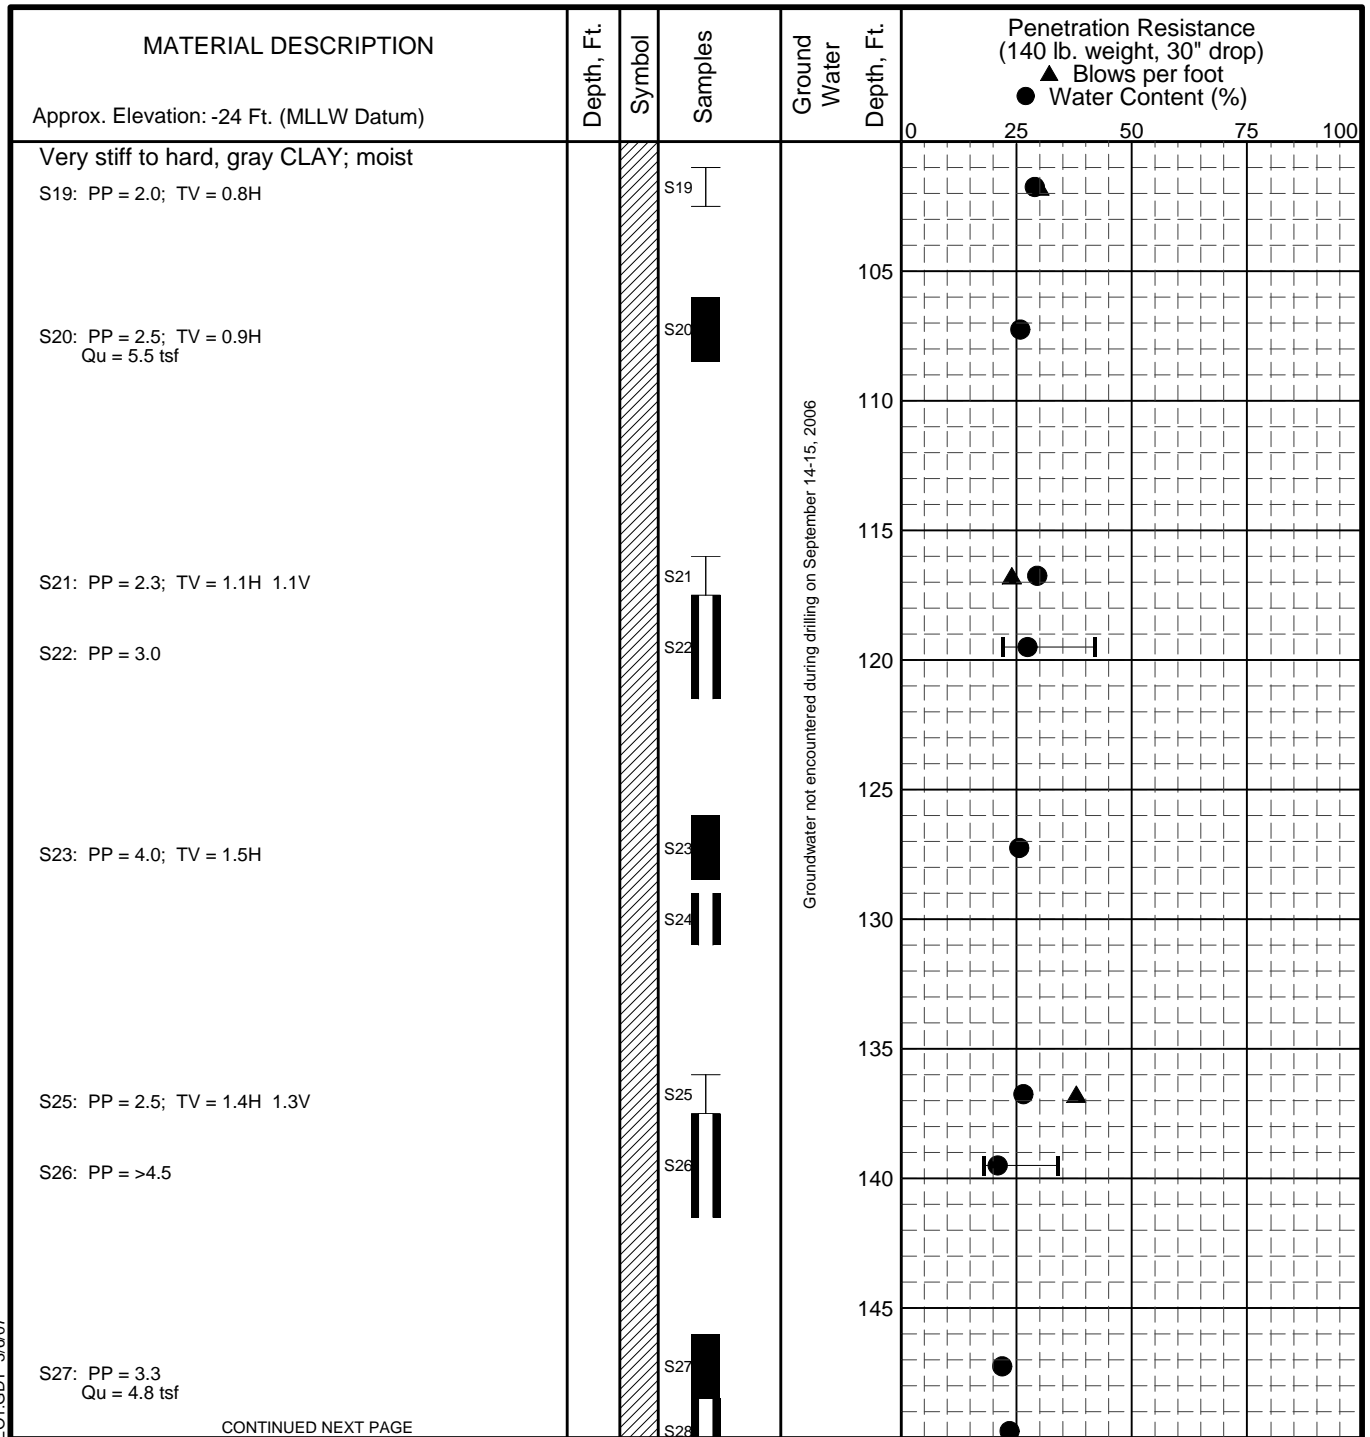 MATERIAL DESCRIPTION
Approx. Elevation: -24 Ft. (MLLW Datum)
Depth, Ft.
Symbol
Samples
Ground
Water
Depth, Ft.
Penetration Resistance
(140 lb. weight, 30" drop)
▲ Blows per foot
● Water Content (%)
0 25 50 75 100
Very stiff to hard, gray CLAY; moist
S19: PP = 2.0; TV = 0.8H
S19
105
S20: PP = 2.5; TV = 0.9H
Qu = 5.5 tsf
S20
110
Groundwater not encountered during drilling on September 14-15, 2006
115
S21: PP = 2.3; TV = 1.1H 1.1V
S21
S22: PP = 3.0
S22
120
125
S23: PP = 4.0; TV = 1.5H
S23
S24
130
135
S25: PP = 2.5; TV = 1.4H 1.3V
S25
S26: PP = >4.5
S26
140
145
S27: PP = 3.3
Qu = 4.8 tsf
S27
S28
CONTINUED NEXT PAGE